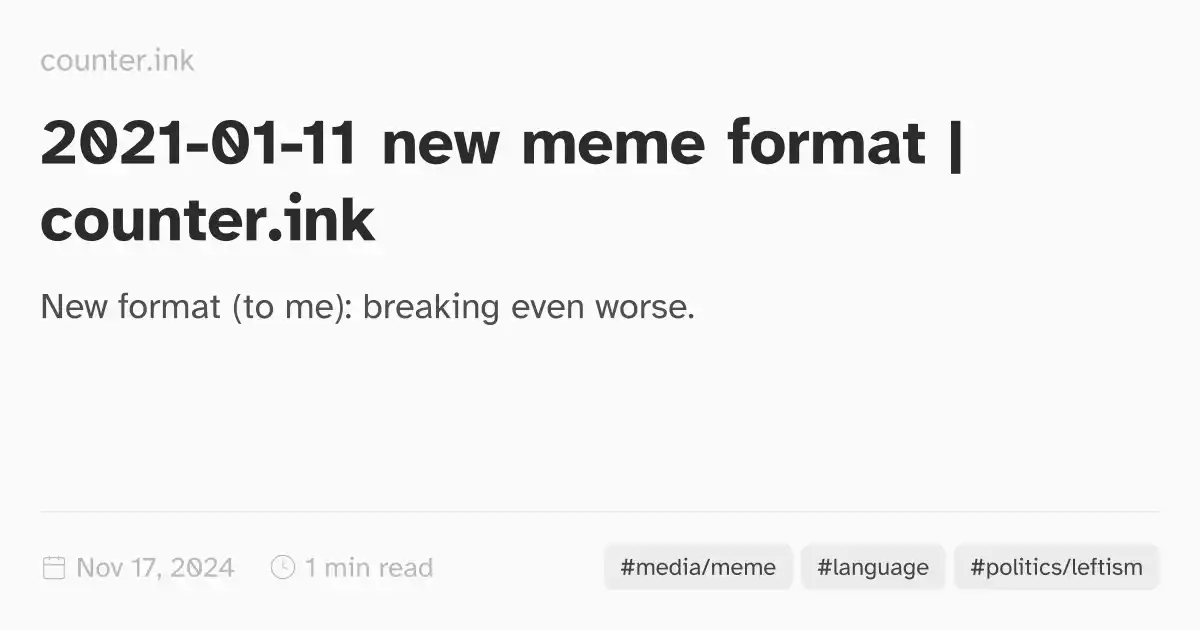 counter.ink
2021-01-11 new meme format |
counter.ink
New format (to me): breaking even worse.
Nov 17, 2024 1 min read #media/meme #language #politics/leftism